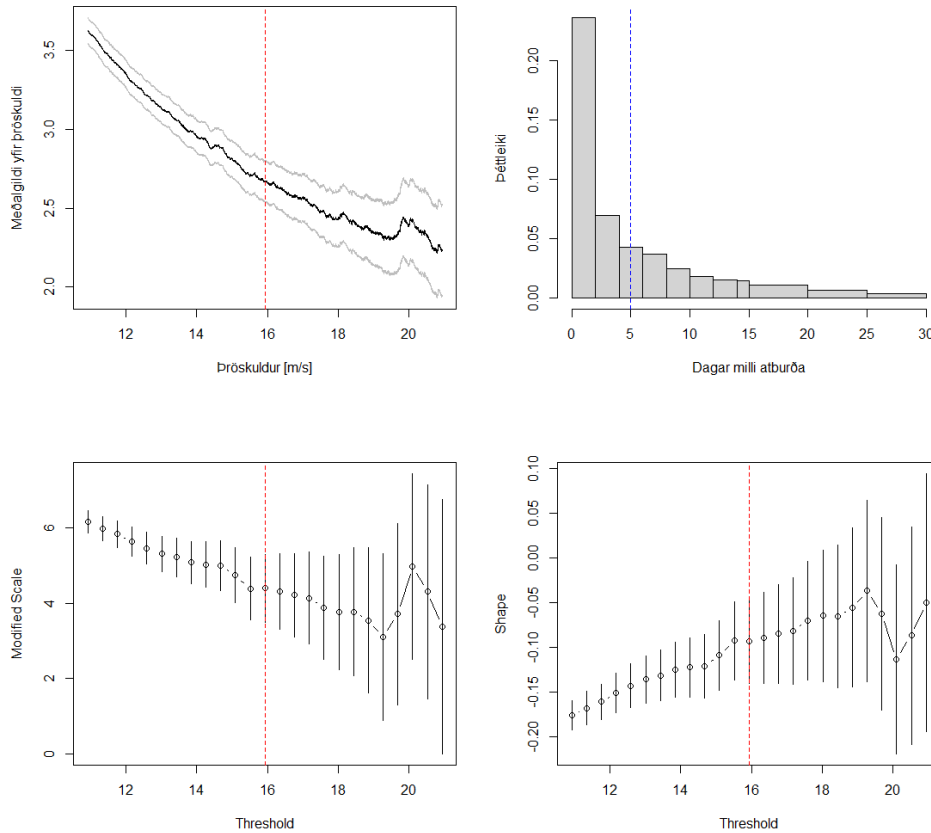 Meðalgildi yfir þröskuldi
3.5
3.0
2.5
2.0
12 14 16 18 20
Þröskuldur [m/s]
Þéttleiki
0.20
0.15
0.10
0.05
0.00
0 5 10 15 20 25 30
Dagar milli atburða
Modified Scale
6
4
2
0
12 14 16 18 20
Threshold
Shape
0.10
0.05
0.00
-0.05
-0.10
-0.15
-0.20
12 14 16 18 20
Threshold